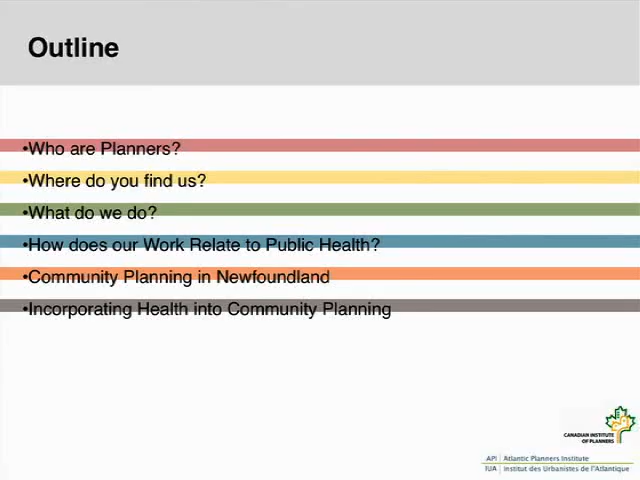 Outline
•Who are Planners?
•Where do you find us?
•What do we do?
•How does our Work Relate to Public Health?
•Community Planning in Newfoundland
•Incorporating Health into Community Planning
CANADIAN INSTITUTE
OF PLANNERS
API | Atlantic Planners Institute
IUA | Institut des Urbanistes de l'Atlantique